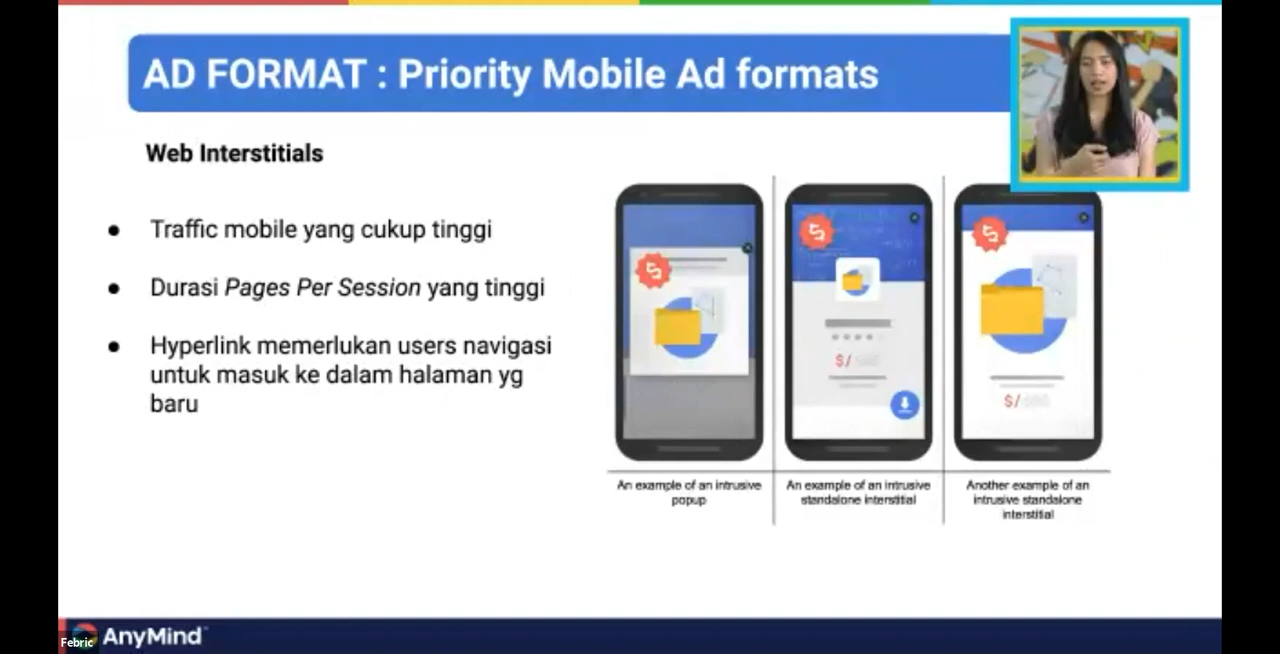 AD FORMAT : Priority Mobile Ad formats
Web Interstitials
● Traffic mobile yang cukup tinggi
● Durasi Pages Per Session yang tinggi
● Hyperlink memerlukan users navigasi
untuk masuk ke dalam halaman yg
baru
$/
$/
An example of an intrusive
popup
An example of an intrusive
standalone interstitial
Another example of an
intrusive standalone
interstitial
Febric
AnyMind